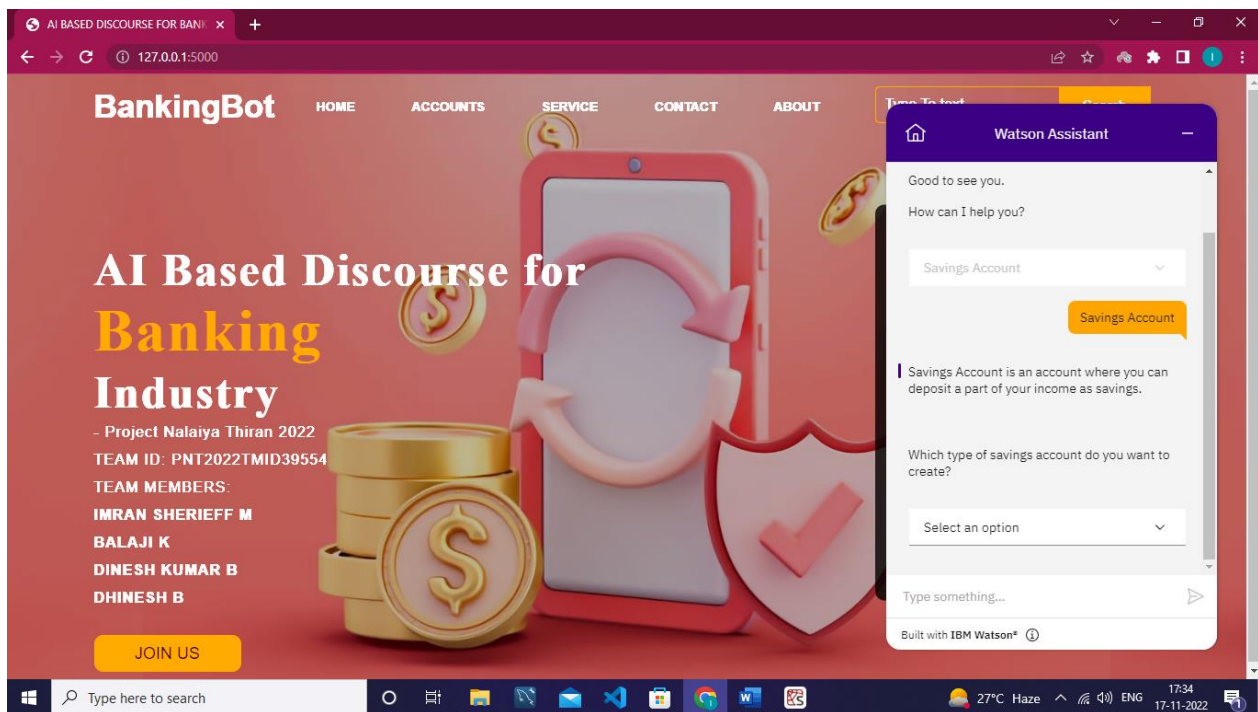 AI BASED DISCOURSE FOR BANK
127.0.0.1:5000
BankingBot HOME ACCOUNTS SERVICE CONTACT ABOUT
AI Based Discourse for
Banking
Industry
- Project Nalaiya Thiran 2022
TEAM ID: PNT2022TMID39554
TEAM MEMBERS:
IMRAN SHERIEFF M
BALAJI K
DINESH KUMAR B
DHINESH B
JOIN US
Watson Assistant
Good to see you.
How can I help you?
Savings Account
Savings Account
Savings Account is an account where you can
deposit a part of your income as savings.
Which type of savings account do you want to
create?
Select an option
Type something...
Built with IBM Watson®
Type here to search
27°C Haze
ENG
17:34
17-11-2022